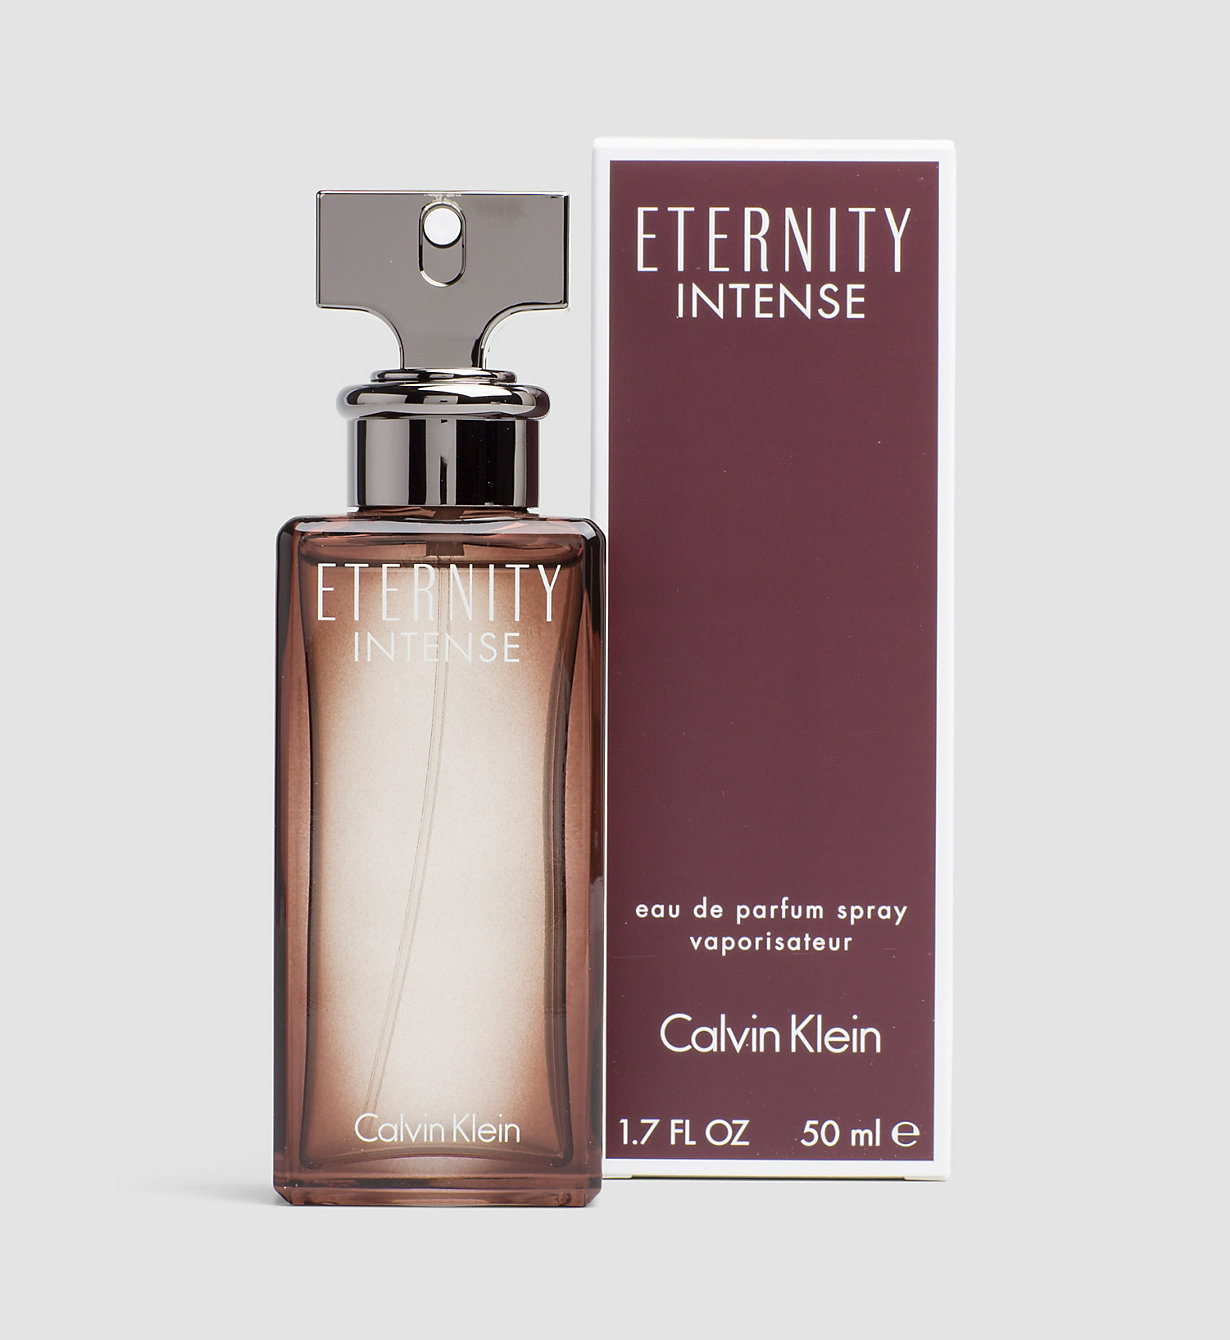 ETERNITY
INTENSE
Calvin Klein
ETERNITY
INTENSE
eau de parfum spray
vaporisateur
Calvin Klein
1.7 FL OZ 50 ml ℮